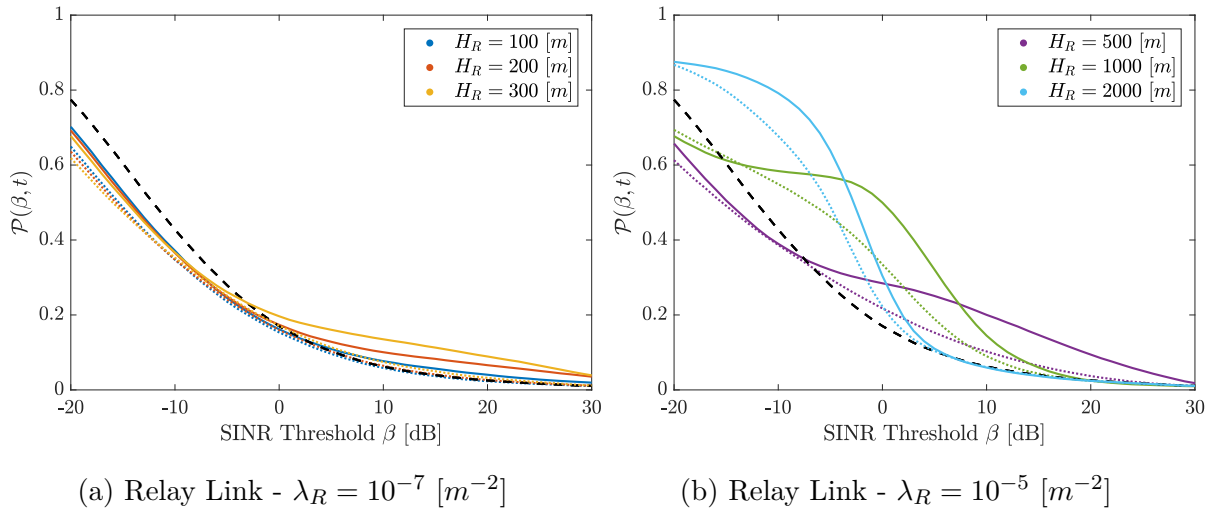 1
0.8
0.6
0.4
0.2
0
𝒫(β, t)
-20 -10 0 10 20 30
SINR Threshold β [dB]
H_R = 100 [m]
H_R = 200 [m]
H_R = 300 [m]
(a) Relay Link - λ_R = 10^{-7} [m^{-2}]
1
0.8
0.6
0.4
0.2
0
𝒫(β, t)
-20 -10 0 10 20 30
SINR Threshold β [dB]
H_R = 500 [m]
H_R = 1000 [m]
H_R = 2000 [m]
(b) Relay Link - λ_R = 10^{-5} [m^{-2}]